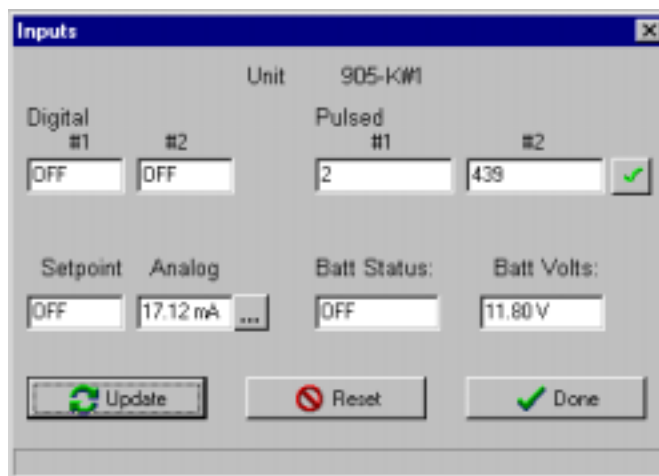 Inputs
Unit 905-K#1
Digital Pulsed
#1 #2 #1 #2
OFF OFF 2 439
Setpoint Analog Batt Status: Batt Volts:
OFF 17.12 mA ... OFF 11.80 V
Update Reset Done